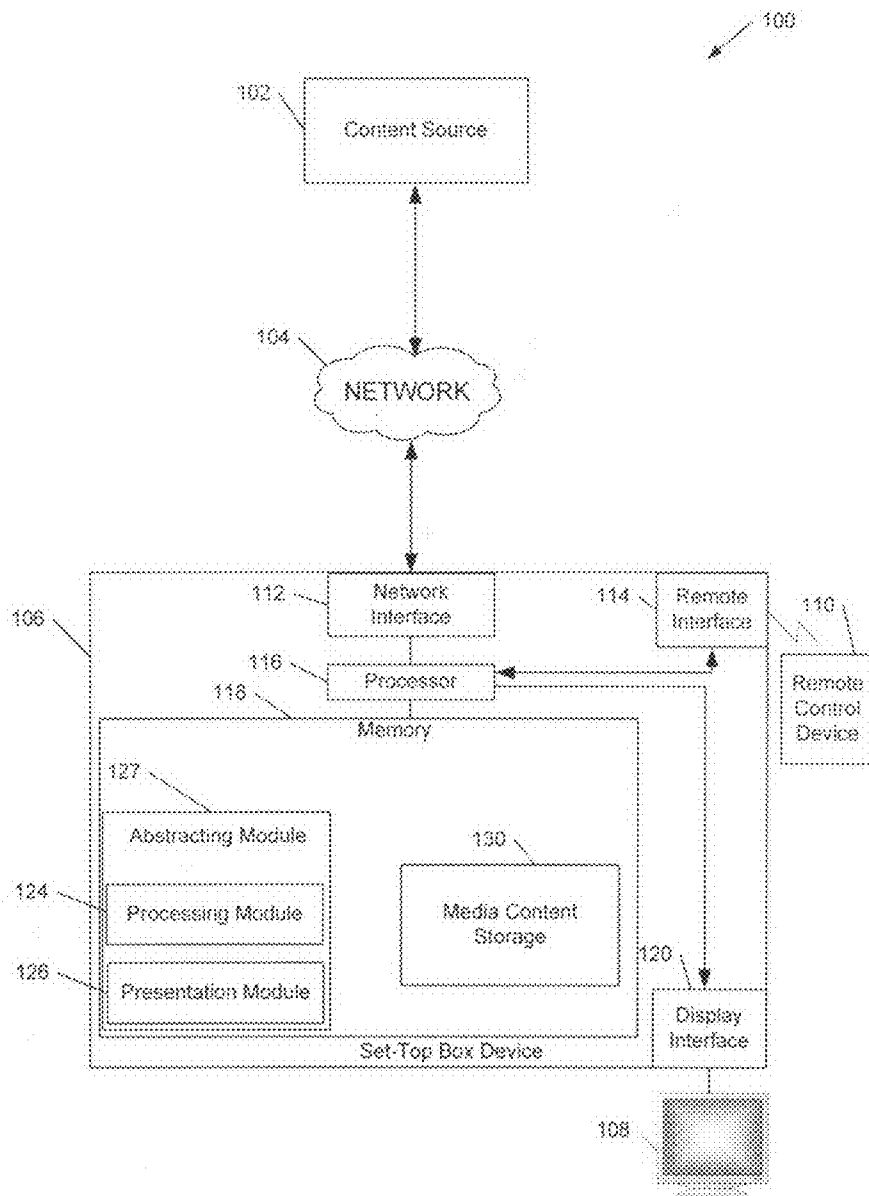 100
102
Content Source
104
NETWORK
106
112
Network
Interface
114
Remote
Interface
110
Remote
Control
Device
116
Processor
118
Memory
127
Abstracting Module
124
Processing Module
126
Presentation Module
130
Media Content
Storage
120
Display
Interface
Set-Top Box Device
108